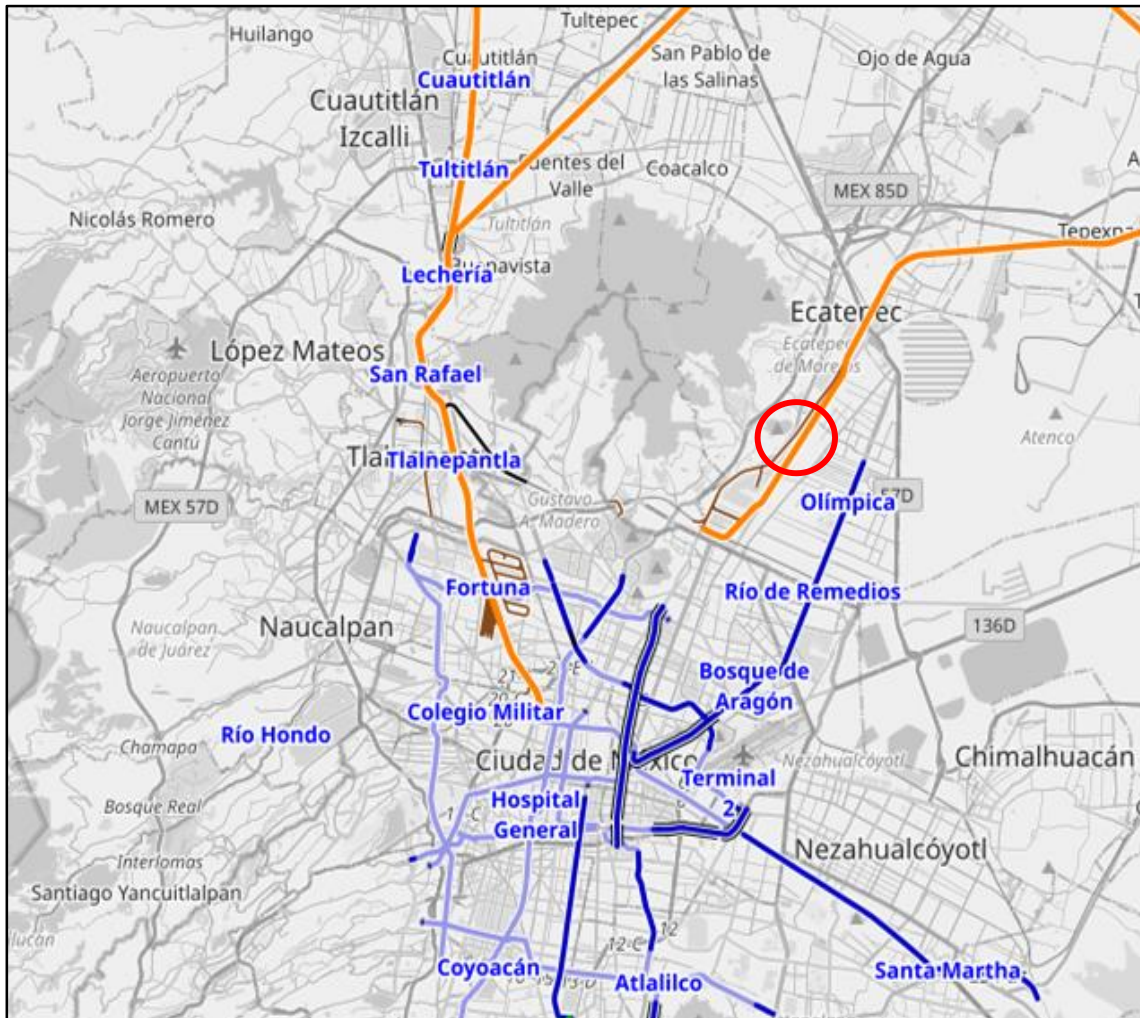 Tultepec
Huilango
Cuautitlán
San Pablo de
las Salinas
Ojo de Agua
Cuautitlán
Cuautitlán
Izcalli
Tultitlán
Fuentes del
Valle
Coacalco
MEX 85D
Nicolás Romero
Tultitlán
Tepexpa
Buenavista
Lechería
Ecatepec
Ecatepec
de Morelos
López Mateos
San Rafael
Aeropuerto
Nacional
Jorge Jiménez
Cantú
Atenco
Tlalnepantla
MEX 57D
Gustavo
A. Madero
57D
Olímpica
Fortuna
Río de Remedios
Naucalpan
Naucalpan
de Juárez
136D
Bosque de
Aragón
Colegio Militar
Río Hondo
Chamapa
Ciudad de México
Nezahualcóyotl
Chimalhuacán
Terminal
2
Bosque Real
Hospital
General
1-C
Nezahualcóyotl
Interlomas
Santiago Yancuitlalpan
12
12-C
Coyoacán
Atlalilco
Santa Martha